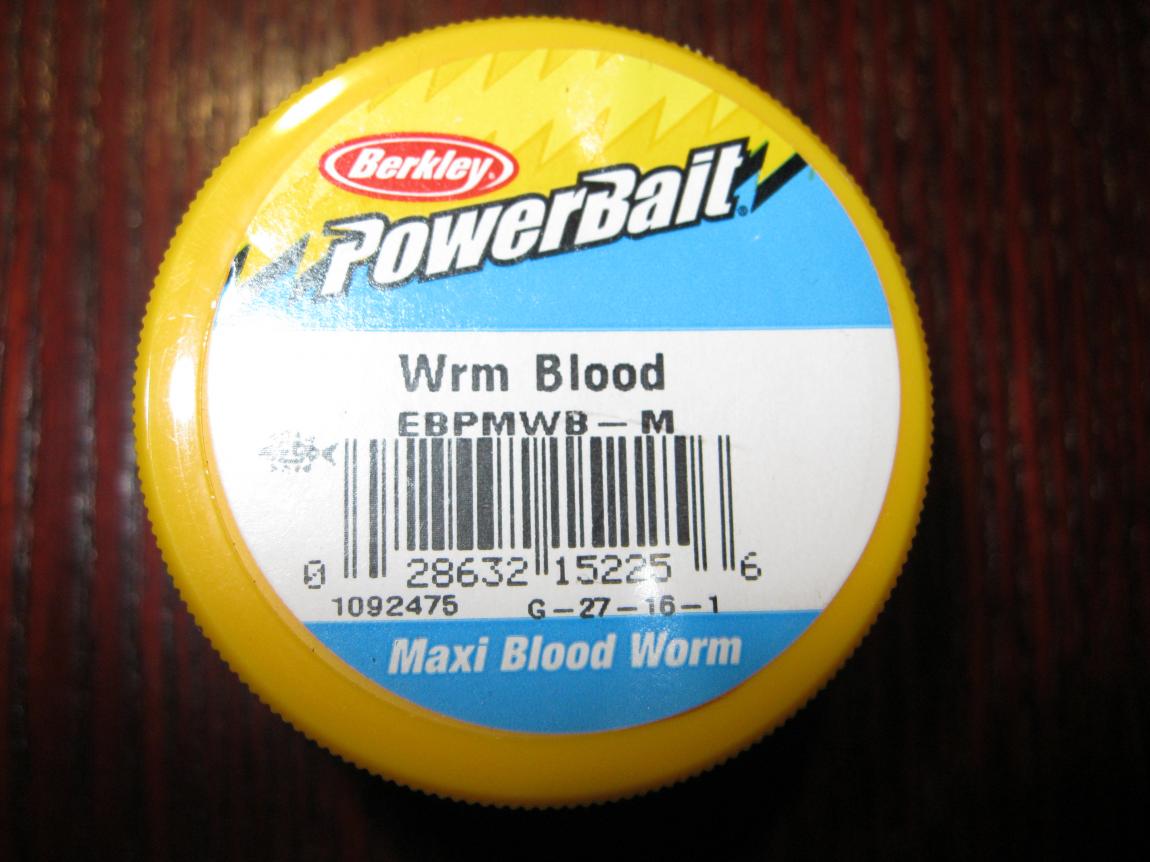 Berkley®
PowerBait®
Wrm Blood
EBPMWB-M
0 28632 15225 6
1092475 G-27-16-1
Maxi Blood Worm